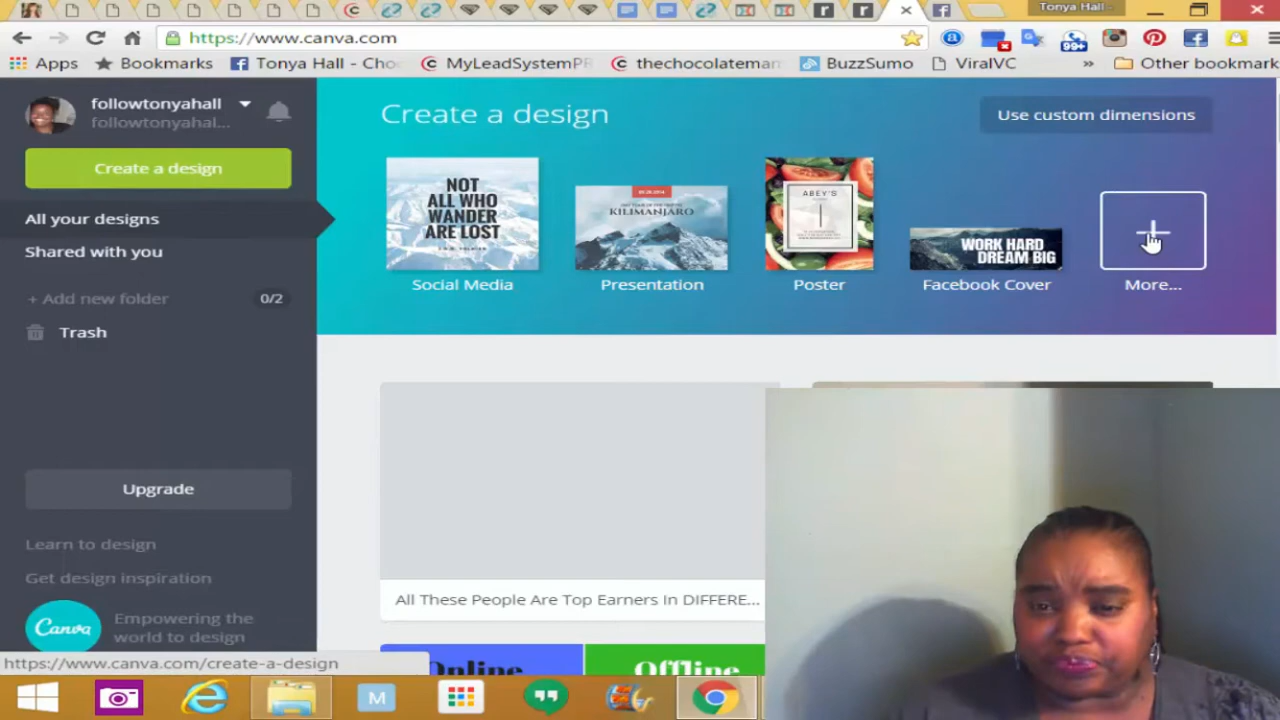 Tonya Hall-
https://www.canva.com
99+
Apps
Bookmarks
Tonya Hall - Cho
MyLeadSystemPR
thechocolatemar
BuzzSumo
ViralVC
»
Other bookmark
followtonyahall
followtonyahal...
Create a design
All your designs
Shared with you
+ Add new folder
0/2
Trash
Upgrade
Learn to design
Get design inspiration
Canva
Empowering the
world to design
https://www.canva.com/create-a-design
Create a design
Use custom dimensions
NOT
ALL WHO
WANDER
ARE LOST
KILIMANJARO
ABEY'S
WORK HARD
DREAM BIG
Social Media
Presentation
Poster
Facebook Cover
More...
All These People Are Top Earners In DIFFERE...
Online
Offline
M